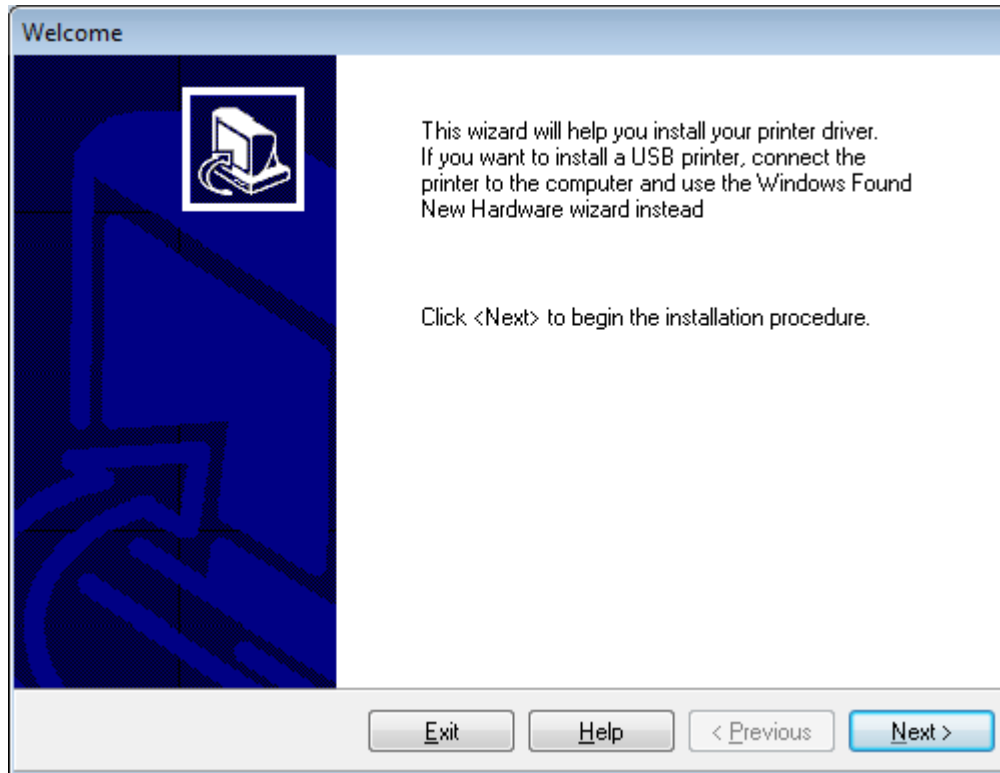 Welcome
This wizard will help you install your printer driver.
If you want to install a USB printer, connect the
printer to the computer and use the Windows Found
New Hardware wizard instead
Click <Next> to begin the installation procedure.
Exit
Help
< Previous
Next >